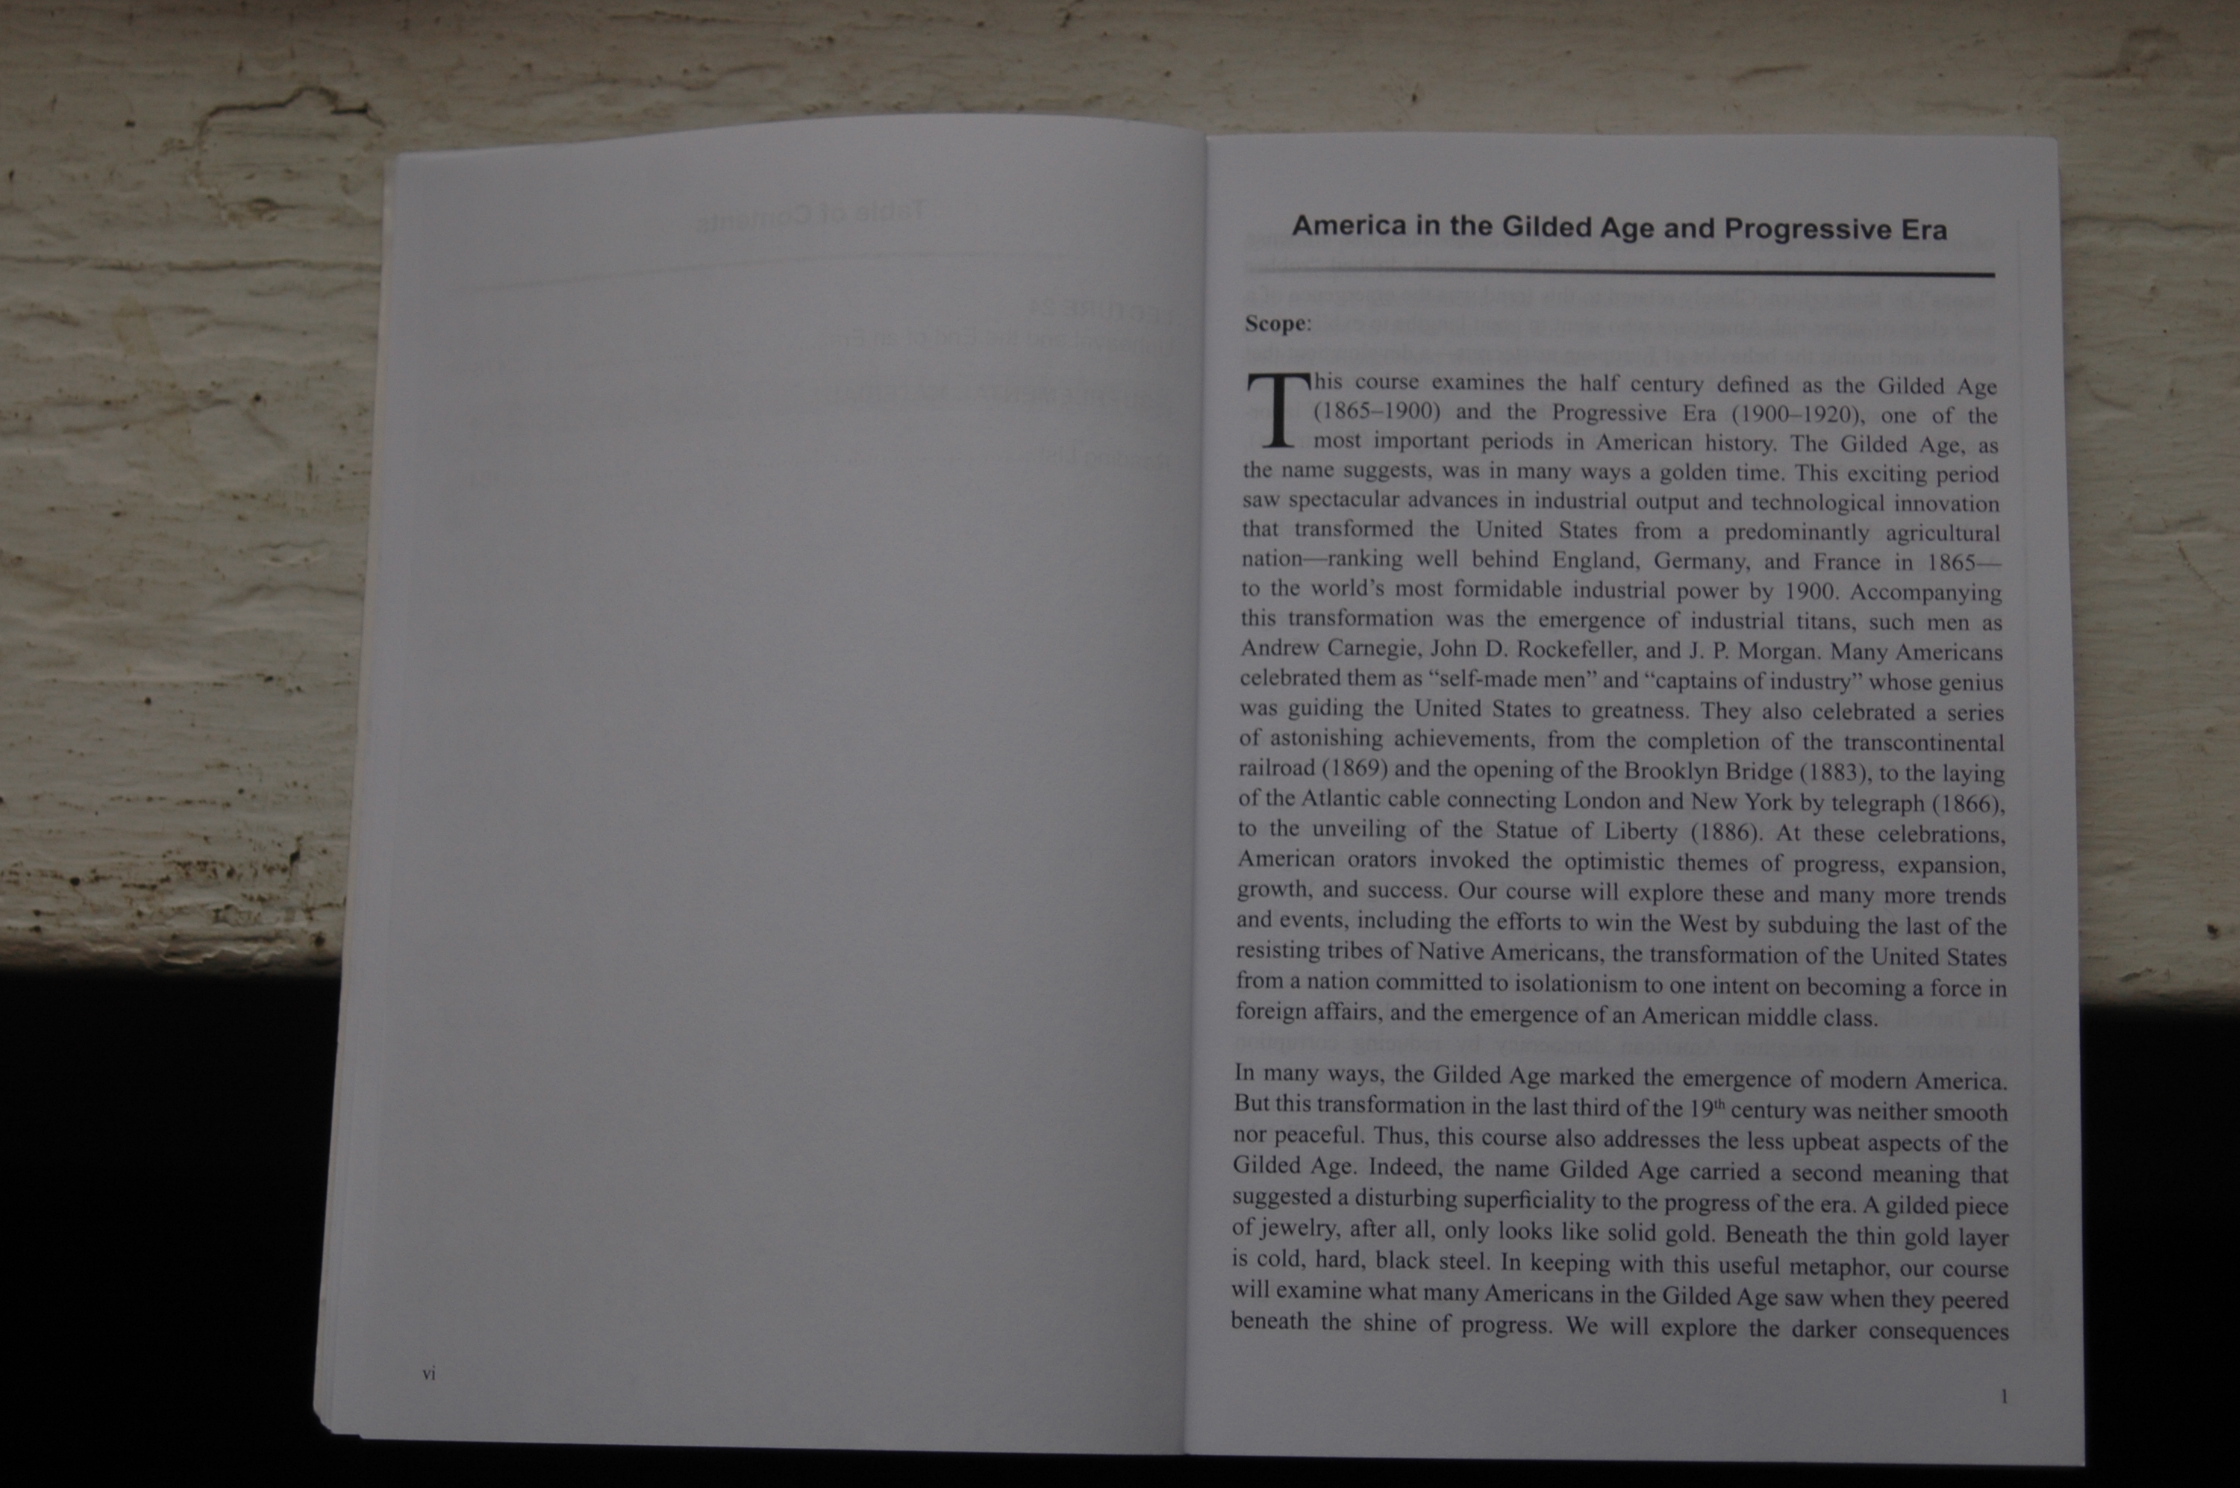 vi
America in the Gilded Age and Progressive Era
Scope:
This course examines the half century defined as the Gilded Age
(1865–1900) and the Progressive Era (1900–1920), one of the
most important periods in American history. The Gilded Age, as
the name suggests, was in many ways a golden time. This exciting period
saw spectacular advances in industrial output and technological innovation
that transformed the United States from a predominantly agricultural
nation—ranking well behind England, Germany, and France in 1865—
to the world's most formidable industrial power by 1900. Accompanying
this transformation was the emergence of industrial titans, such men as
Andrew Carnegie, John D. Rockefeller, and J. P. Morgan. Many Americans
celebrated them as “self-made men” and “captains of industry” whose genius
was guiding the United States to greatness. They also celebrated a series
of astonishing achievements, from the completion of the transcontinental
railroad (1869) and the opening of the Brooklyn Bridge (1883), to the laying
of the Atlantic cable connecting London and New York by telegraph (1866),
to the unveiling of the Statue of Liberty (1886). At these celebrations,
American orators invoked the optimistic themes of progress, expansion,
growth, and success. Our course will explore these and many more trends
and events, including the efforts to win the West by subduing the last of the
resisting tribes of Native Americans, the transformation of the United States
from a nation committed to isolationism to one intent on becoming a force in
foreign affairs, and the emergence of an American middle class.
In many ways, the Gilded Age marked the emergence of modern America.
But this transformation in the last third of the 19th century was neither smooth
nor peaceful. Thus, this course also addresses the less upbeat aspects of the
Gilded Age. Indeed, the name Gilded Age carried a second meaning that
suggested a disturbing superficiality to the progress of the era. A gilded piece
of jewelry, after all, only looks like solid gold. Beneath the thin gold layer
is cold, hard, black steel. In keeping with this useful metaphor, our course
will examine what many Americans in the Gilded Age saw when they peered
beneath the shine of progress. We will explore the darker consequences
1